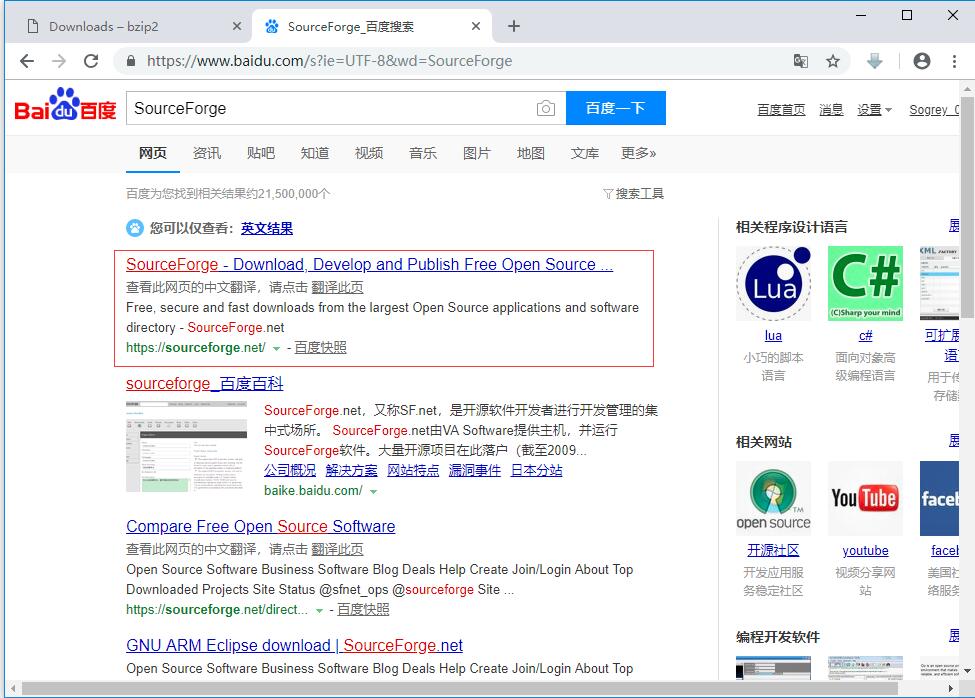 Downloads – bzip2
SourceForge_百度搜索
https://www.baidu.com/s?ie=UTF-8&wd=SourceForge
Bai du 百度
SourceForge
百度一下
百度首页 消息 设置 Sogrey_
网页 资讯 贴吧 知道 视频 音乐 图片 地图 文库 更多»
百度为您找到相关结果约21,500,000个
搜索工具
您可以仅查看：英文结果
SourceForge - Download, Develop and Publish Free Open Source ...
查看此网页的中文翻译，请点击 翻译此页
Free, secure and fast downloads from the largest Open Source applications and software
directory - SourceForge.net
https://sourceforge.net/ - 百度快照
sourceforge_百度百科
SourceForge.net，又称SF.net，是开源软件开发者进行开发管理的集
中式场所。 SourceForge.net由VA Software提供主机，并运行
SourceForge软件。大量开源项目在此落户（截至2009...
公司概况 解决方案 网站特点 漏洞事件 日本分站
baike.baidu.com/
Compare Free Open Source Software
查看此网页的中文翻译，请点击 翻译此页
Open Source Software Business Software Blog Deals Help Create Join/Login About Top
Downloaded Projects Site Status @sfnet_ops @sourceforge Site ...
https://sourceforge.net/direct... - 百度快照
GNU ARM Eclipse download | SourceForge.net
Open Source Software Business Software Blog Deals Help Create Join/Login About Top
相关程序设计语言 展
Lua
C#
(C)Sharp your mind
XML FACTORY
lua
c#
可扩展
语
小巧的脚本
语言
面向对象高
级编程语言
用于传
存储
相关网站 展
open source
TM
YouTube
faceb
开源社区
youtube
faceb
开发应用服
务稳定社区
视频分享网
站
美国社
络服务
编程开发软件 展